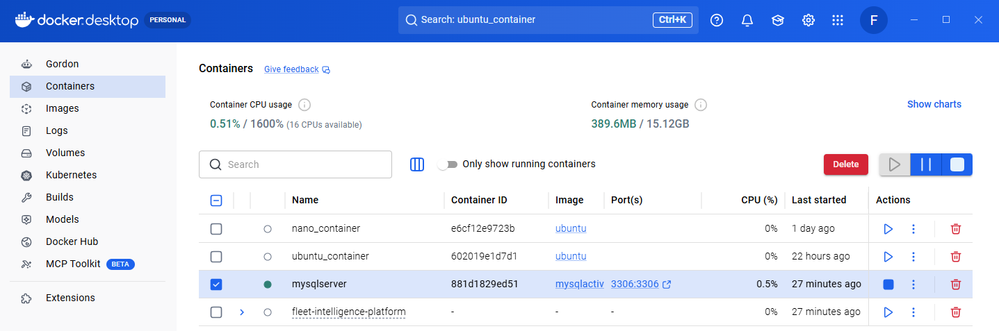 docker.desktop PERSONAL Search: ubuntu_container Ctrl+K F
Gordon
Containers
Images
Logs
Volumes
Kubernetes
Builds
Models
Docker Hub
MCP Toolkit BETA
Extensions
Containers Give feedback
Container CPU usage
0.51% / 1600% (16 CPUs available)
Container memory usage
389.6MB / 15.12GB
Show charts
Search Only show running containers Delete
Name Container ID Image Port(s) CPU (%) Last started Actions
nano_container e6cf12e9723b ubuntu 0% 1 day ago
ubuntu_container 602019e1d7d1 ubuntu 0% 22 hours ago
mysqlserver 881d1829ed51 mysqlactiv 3306:3306 0.5% 27 minutes ago
fleet-intelligence-platform - - - 0% 27 minutes ago